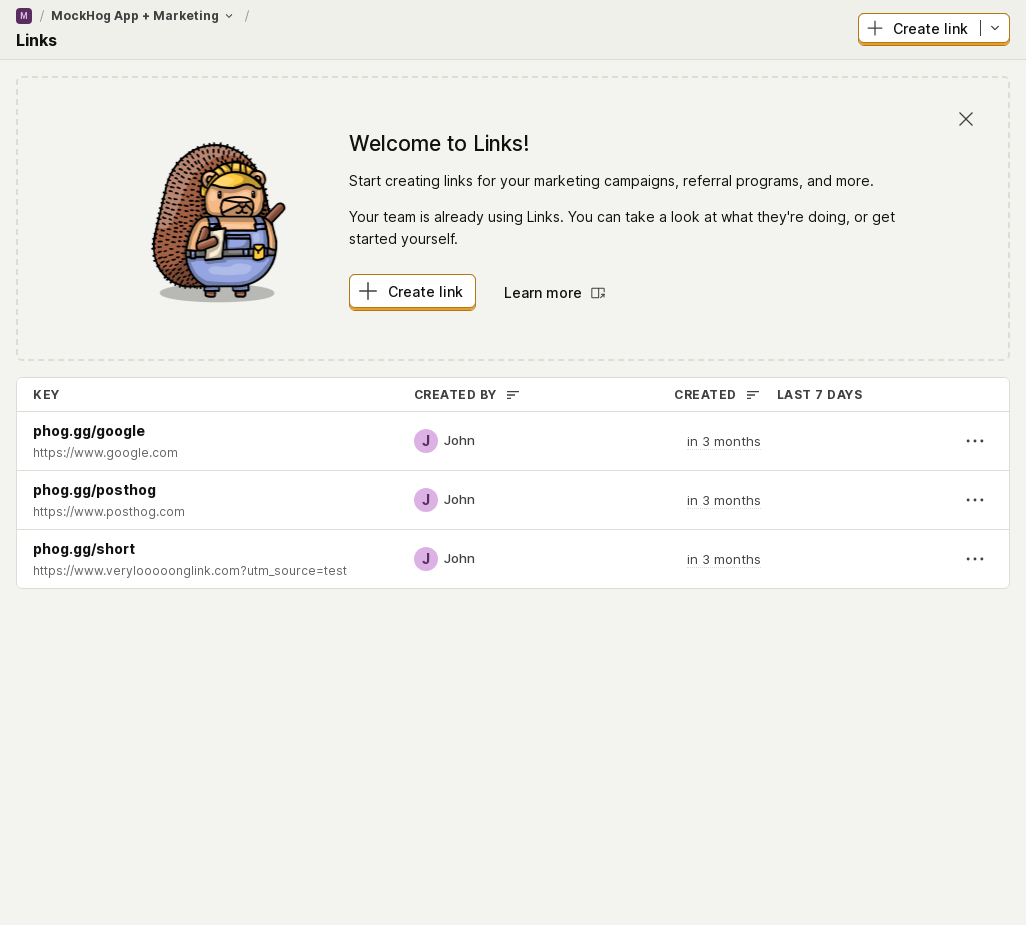 M / MockHog App + Marketing /
Links
Create link
Welcome to Links!
Start creating links for your marketing campaigns, referral programs, and more.
Your team is already using Links. You can take a look at what they're doing, or get
started yourself.
Create link
Learn more
KEY CREATED BY CREATED LAST 7 DAYS
phog.gg/google
https://www.google.com
J John in 3 months
phog.gg/posthog
https://www.posthog.com
J John in 3 months
phog.gg/short
https://www.verylooooonglink.com?utm_source=test
J John in 3 months